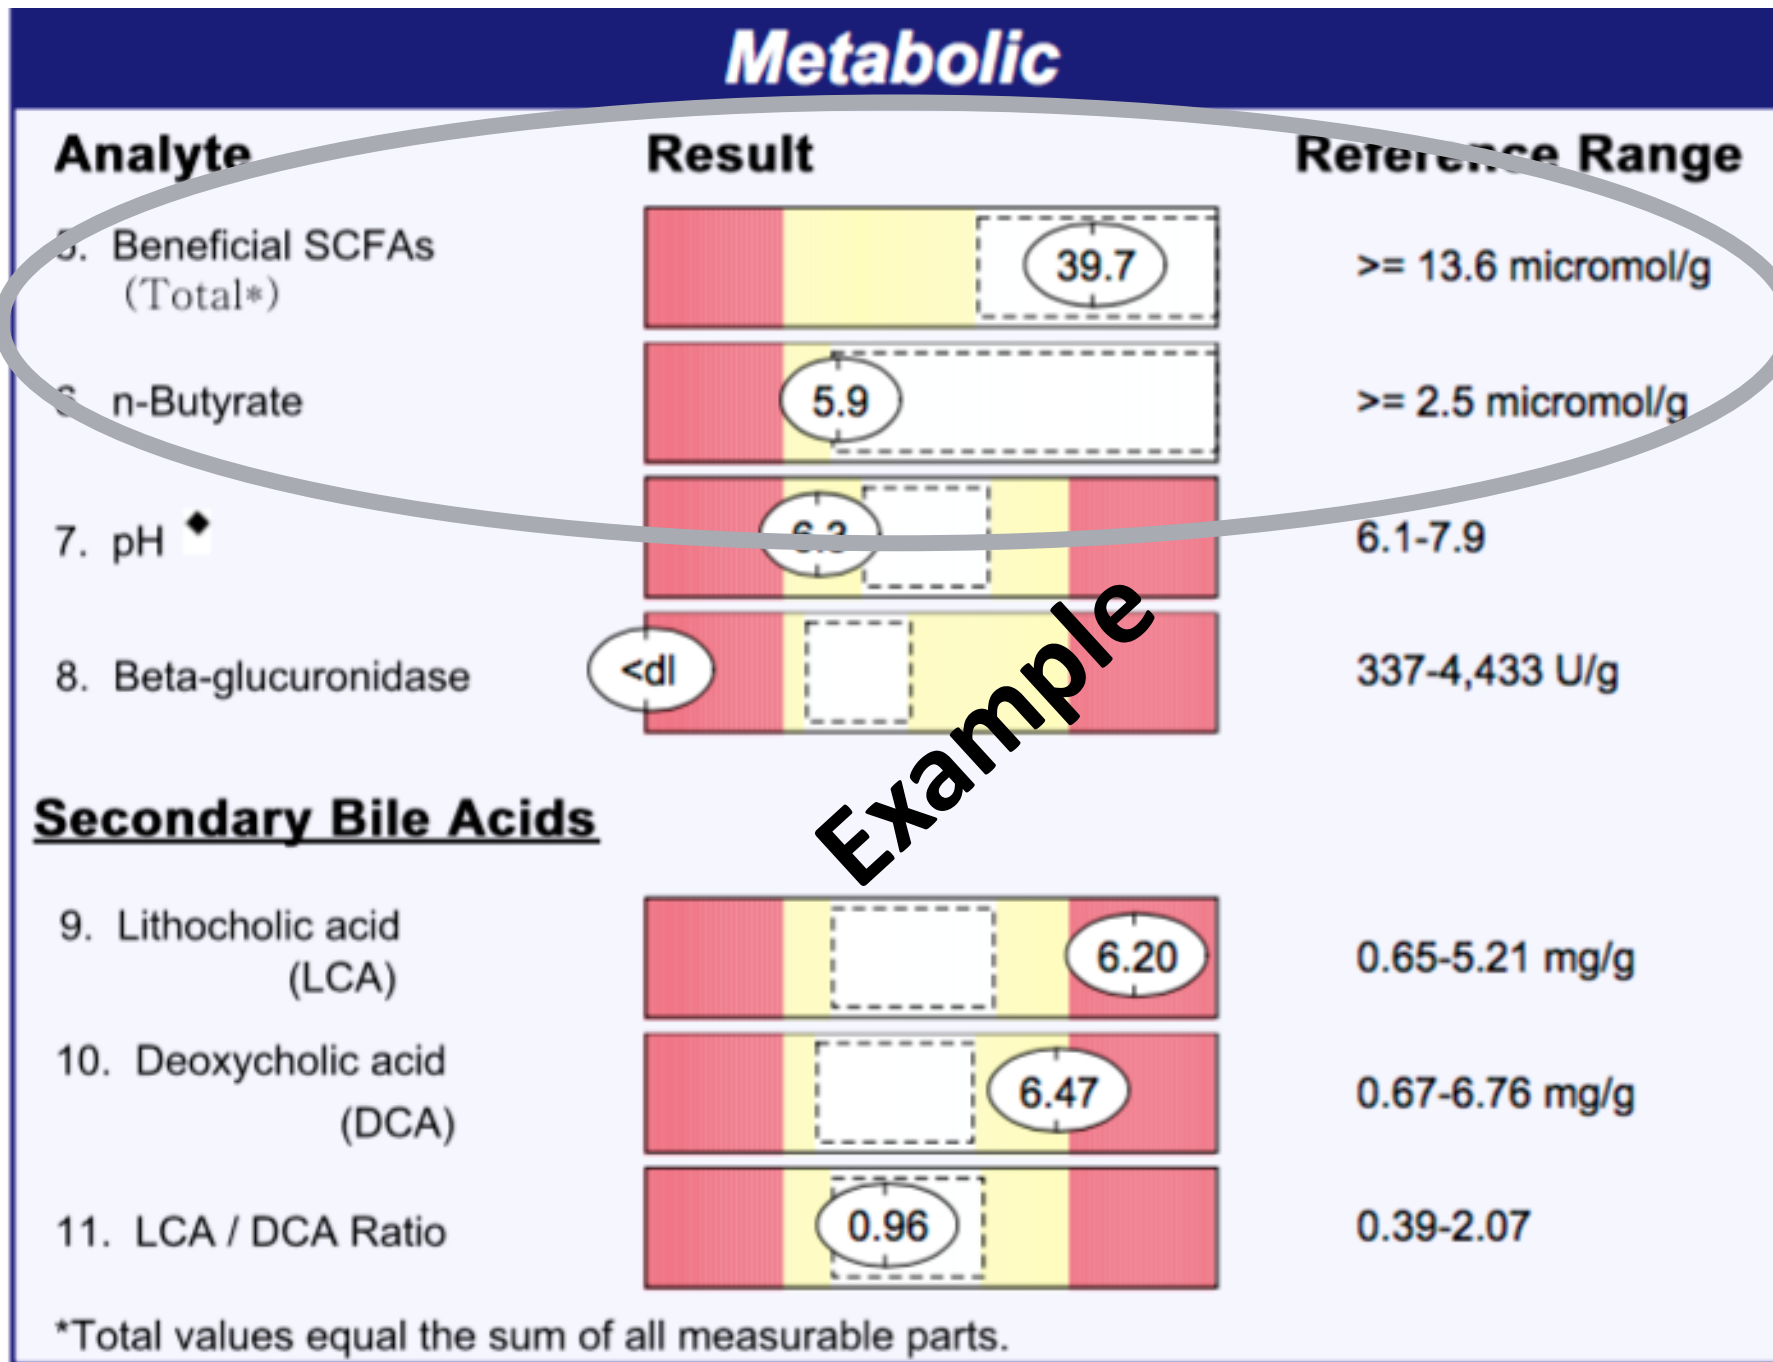 Metabolic
Analyte Result Reference Range
5. Beneficial SCFAs 39.7 >= 13.6 micromol/g
(Total*)
6. n-Butyrate 5.9 >= 2.5 micromol/g
7. pH ◆ 6.3 6.1-7.9
8. Beta-glucuronidase <dl 337-4,433 U/g
Example
Secondary Bile Acids
9. Lithocholic acid 6.20 0.65-5.21 mg/g
(LCA)
10. Deoxycholic acid 6.47 0.67-6.76 mg/g
(DCA)
11. LCA / DCA Ratio 0.96 0.39-2.07
*Total values equal the sum of all measurable parts.